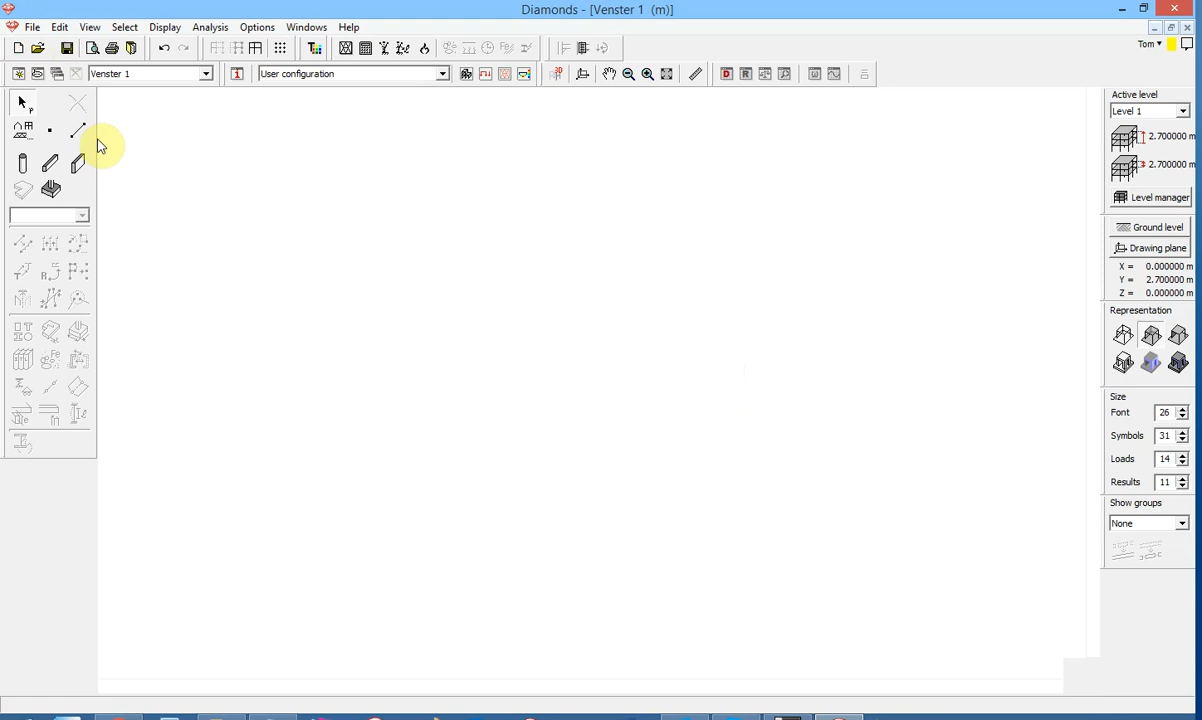 Diamonds - [Venster 1 (m)]
File Edit View Select Display Analysis Options Windows Help
Tom
Venster 1
User configuration
Active level
Level 1
2.700000 m
2.700000 m
Level manager
Ground level
Drawing plane
X = 0.000000 m
Y = 2.700000 m
Z = 0.000000 m
Representation
Size
Font 26
Symbols 31
Loads 14
Results 11
Show groups
None